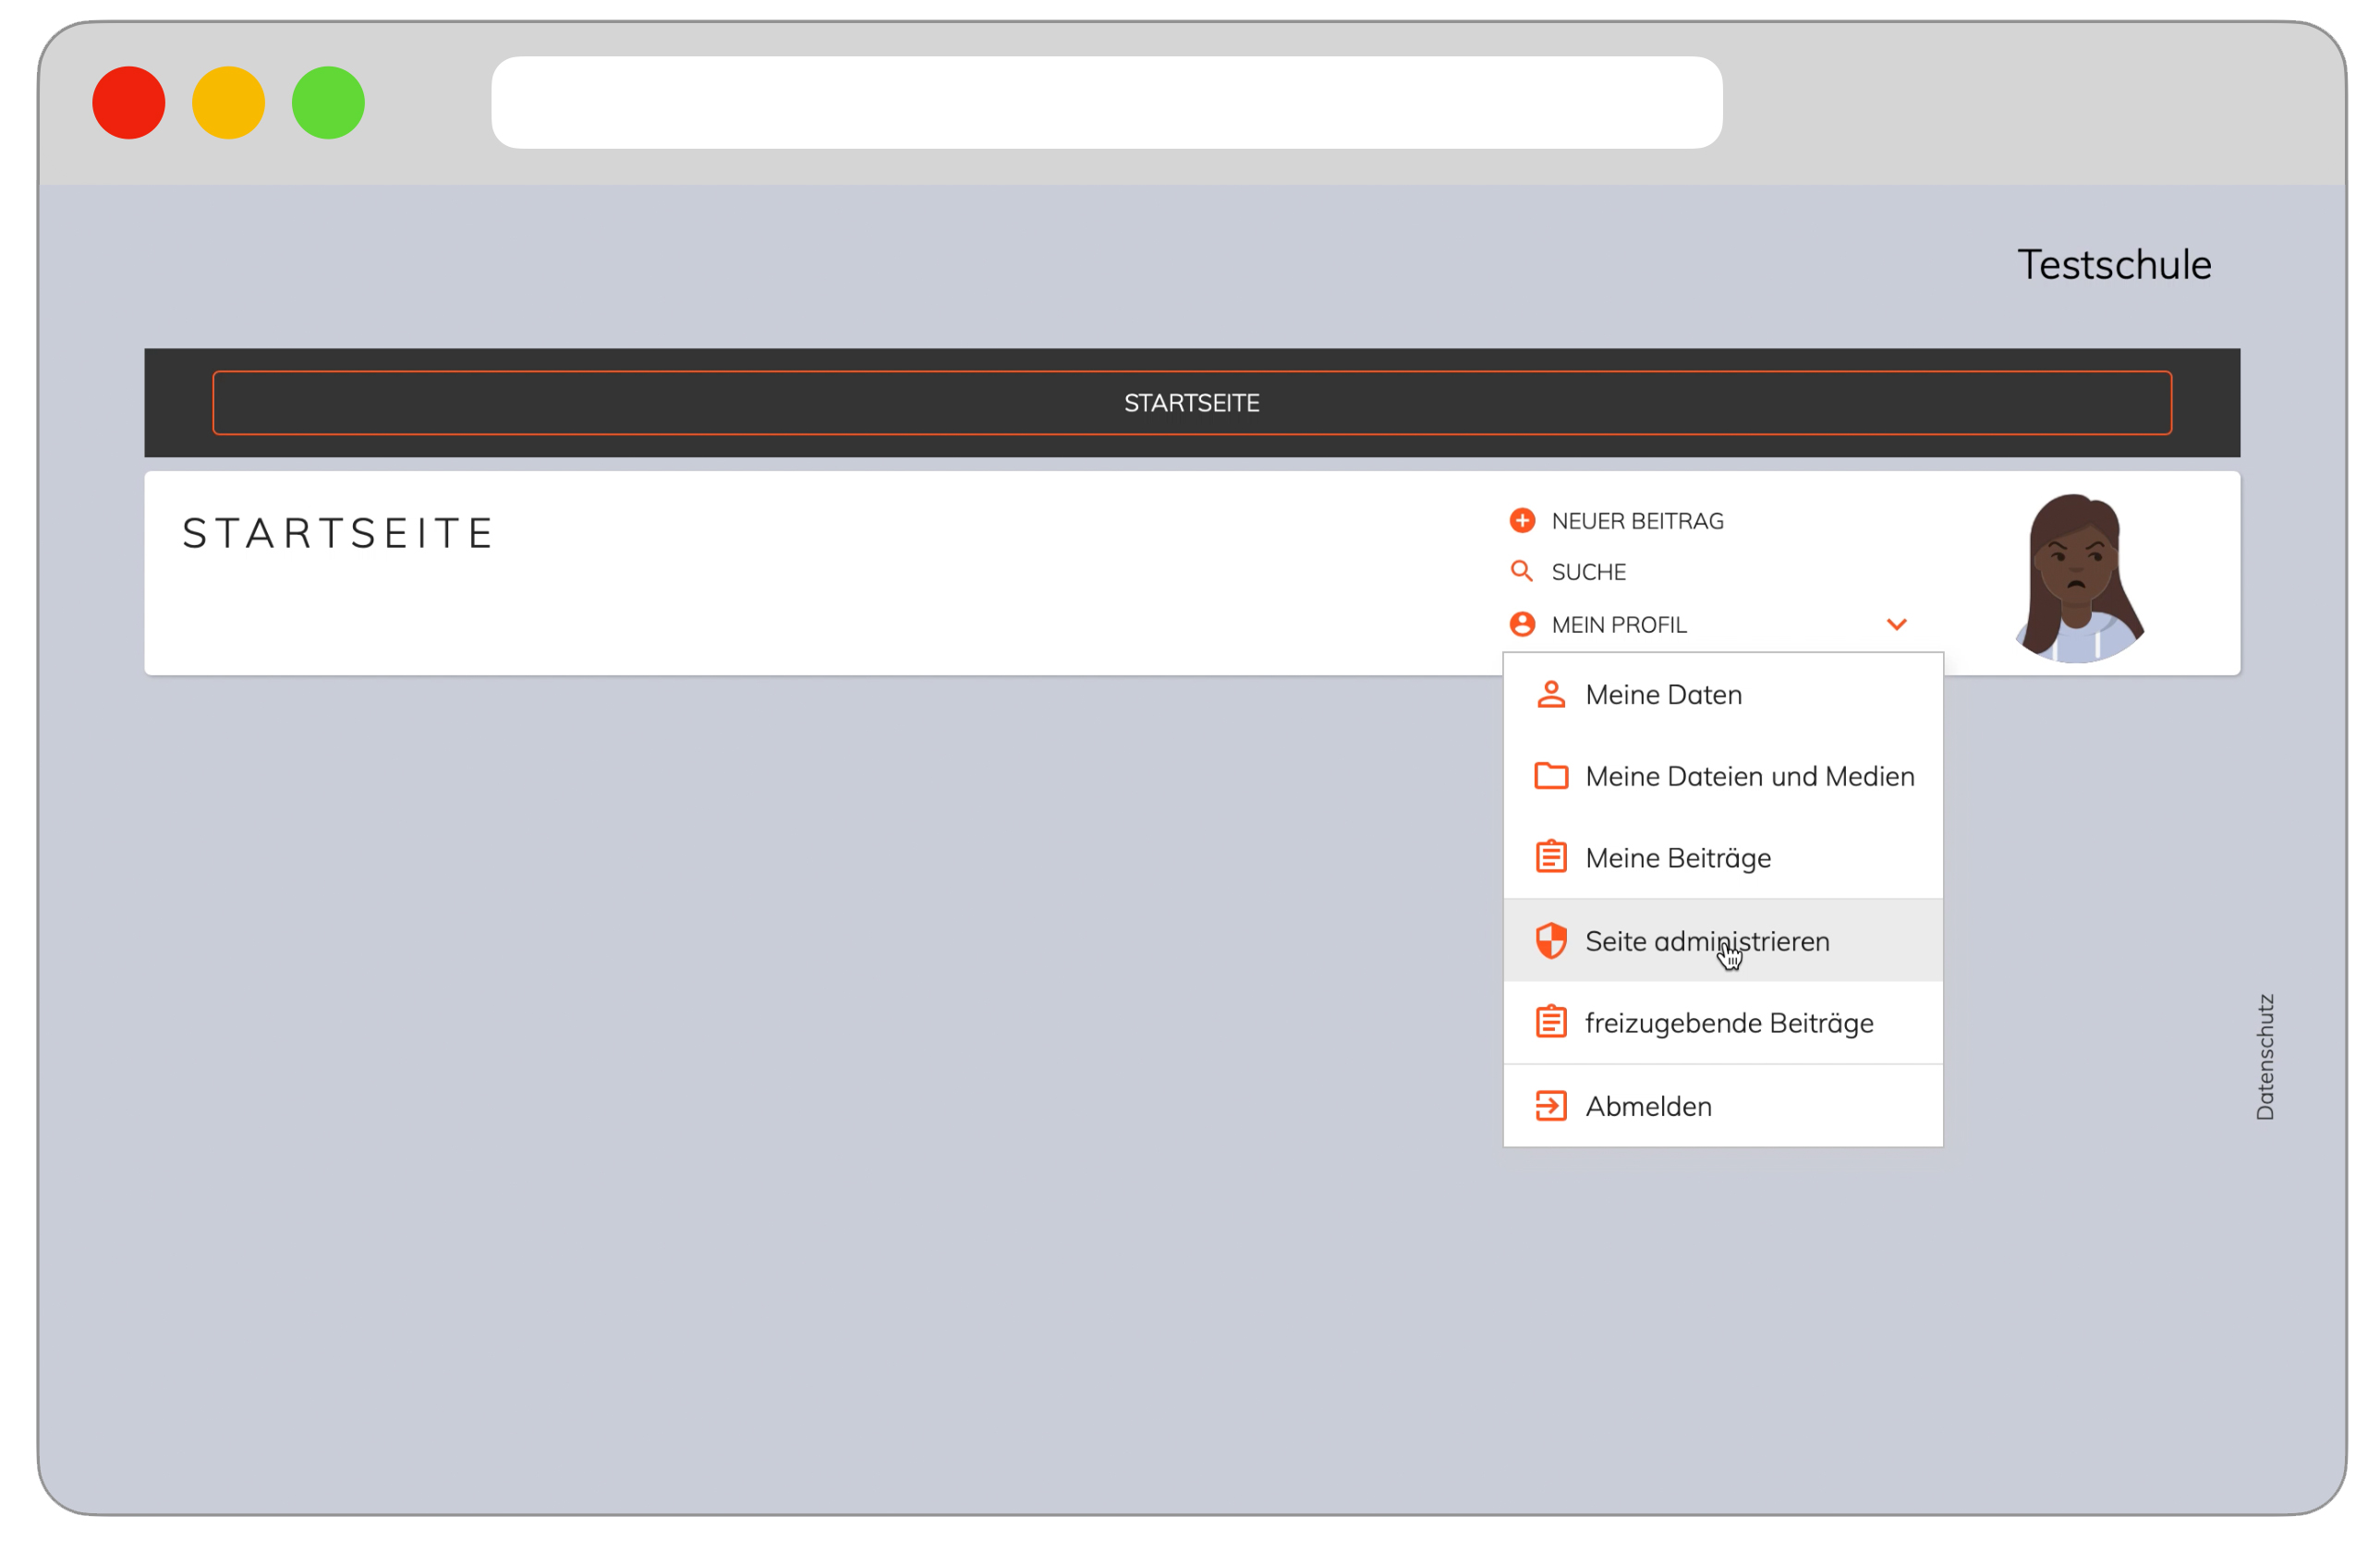 Testschule
STARTSEITE
STARTSEITE
NEUER BEITRAG
SUCHE
MEIN PROFIL
Meine Daten
Meine Dateien und Medien
Meine Beiträge
Seite administrieren
freizugebende Beiträge
Abmelden
Datenschutz